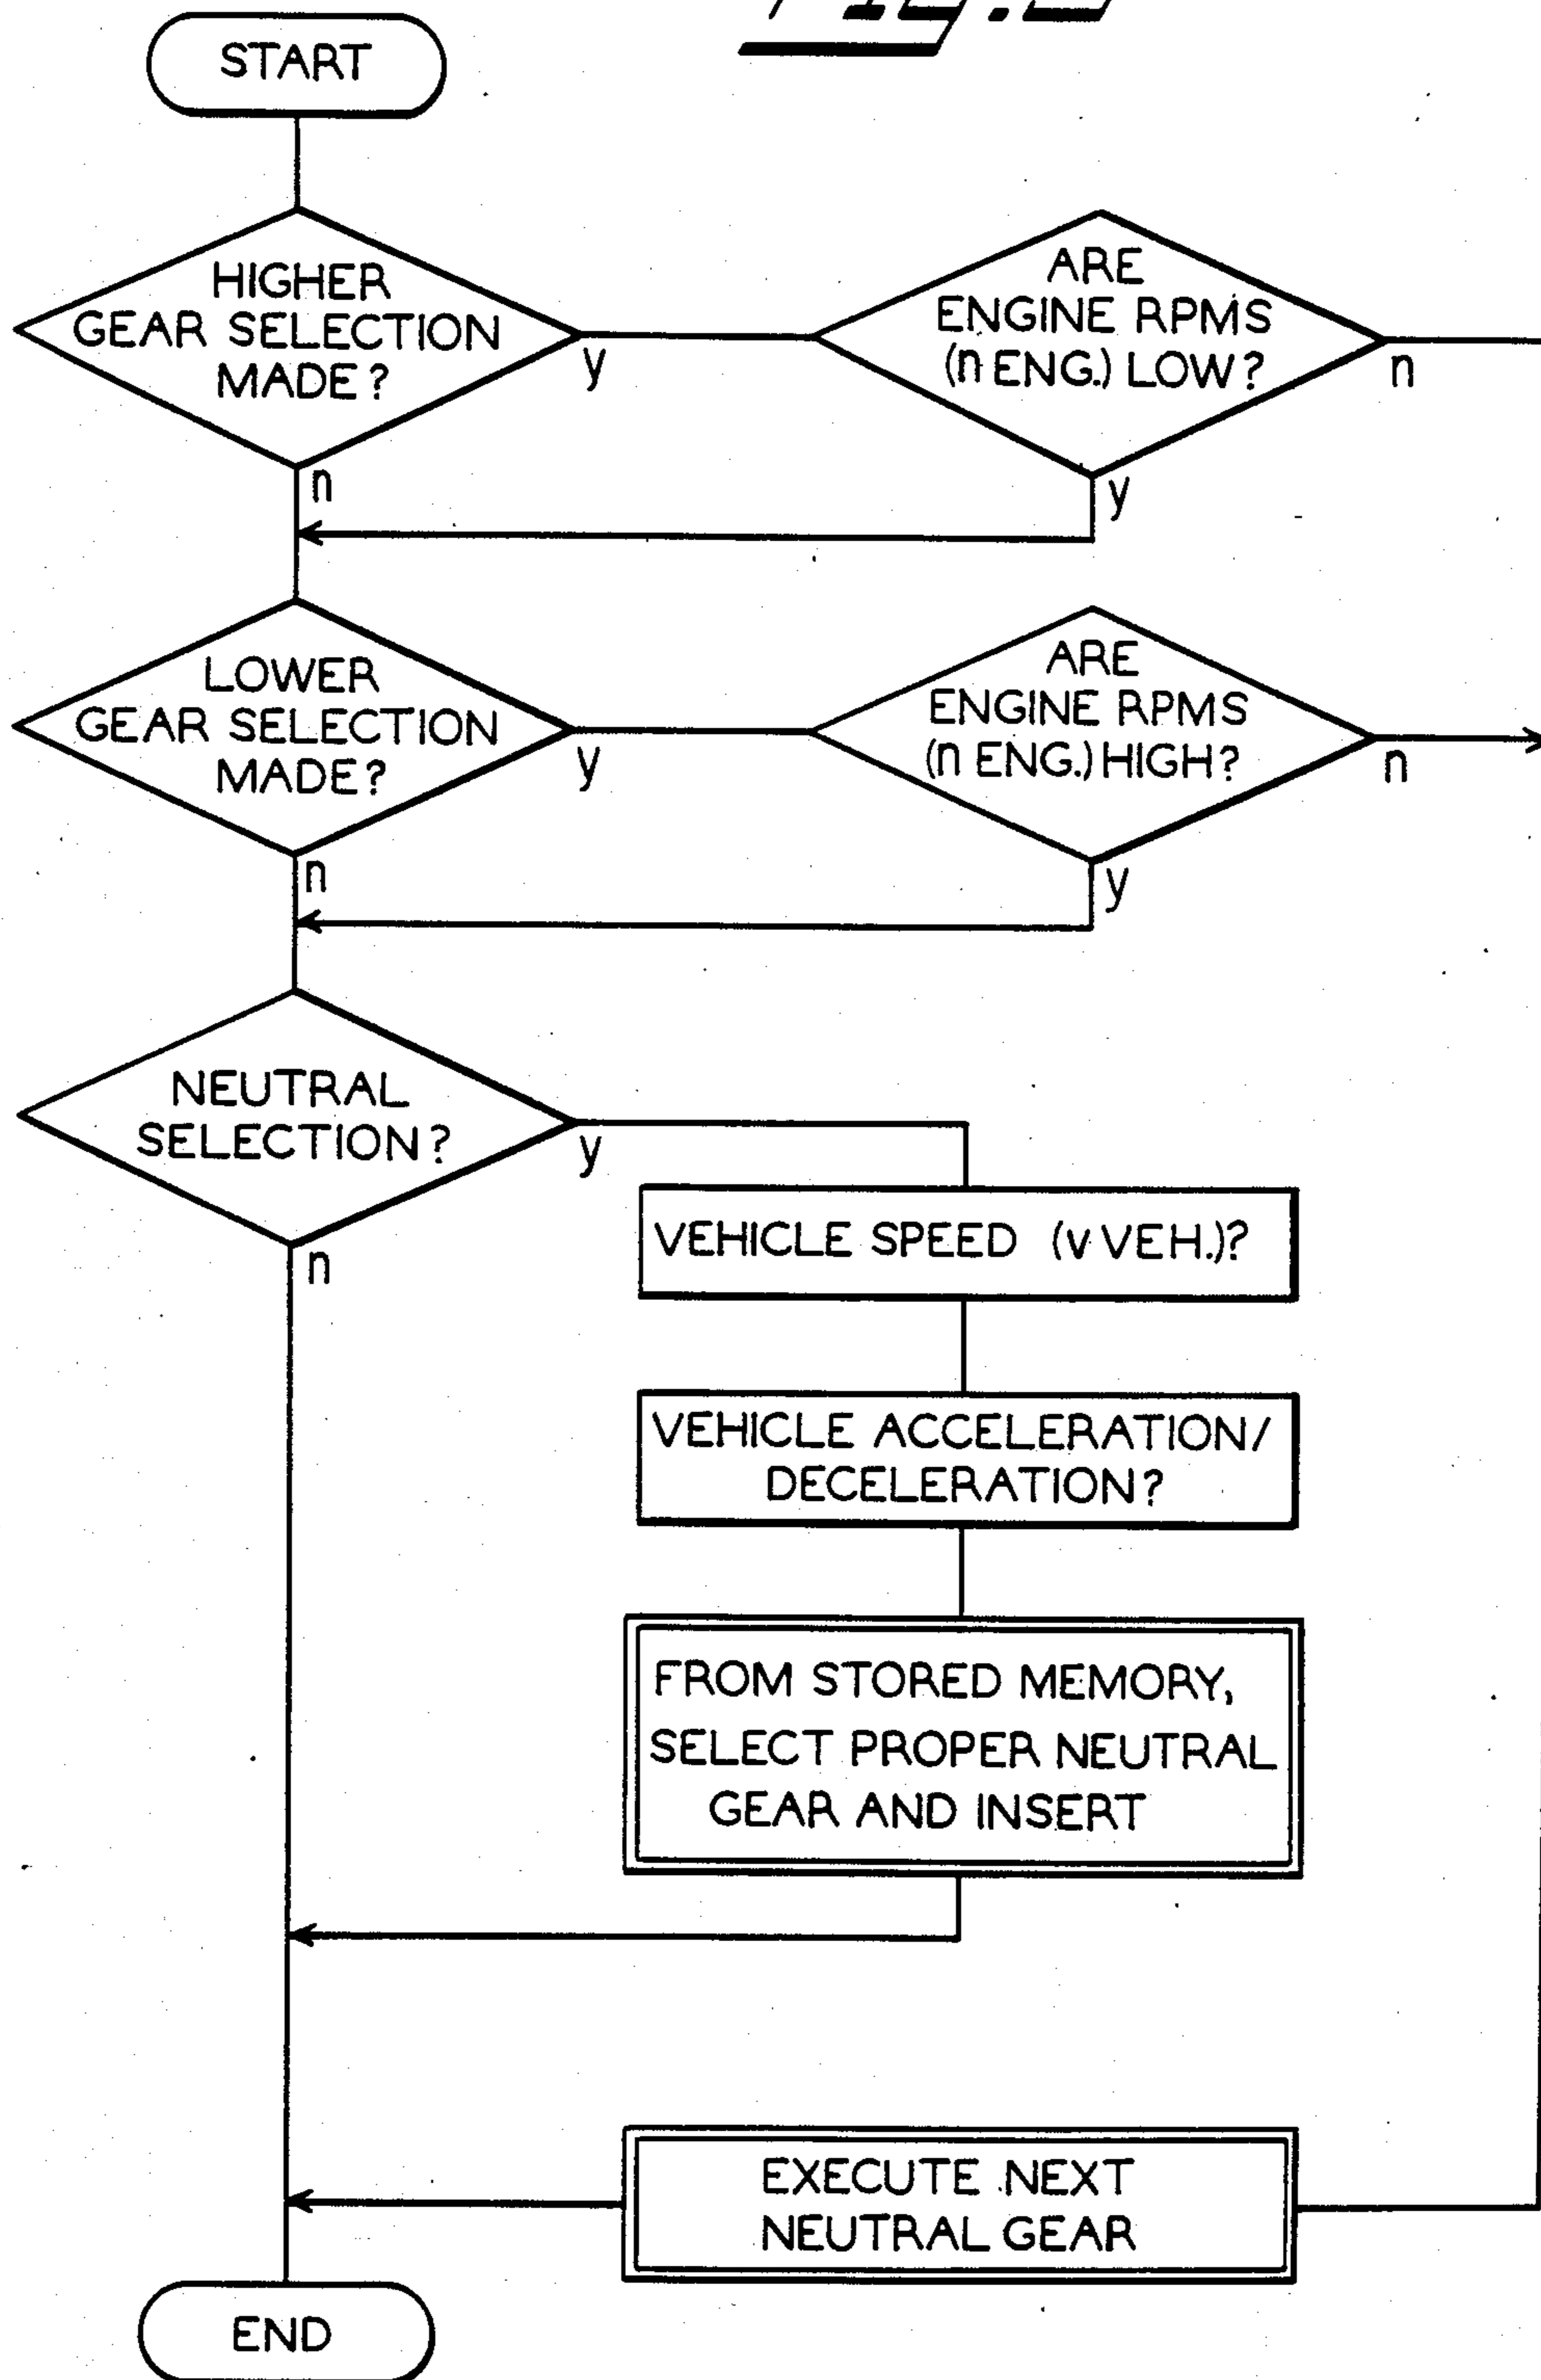 START
HIGHER
GEAR SELECTION
MADE?
y
n
ARE
ENGINE RPMS
(n ENG.) LOW?
n
y
LOWER
GEAR SELECTION
MADE?
y
n
ARE
ENGINE RPMS
(n ENG.) HIGH?
n
y
NEUTRAL
SELECTION?
y
n
VEHICLE SPEED (v VEH.)?
VEHICLE ACCELERATION/
DECELERATION?
FROM STORED MEMORY,
SELECT PROPER NEUTRAL
GEAR AND INSERT
EXECUTE NEXT
NEUTRAL GEAR
END